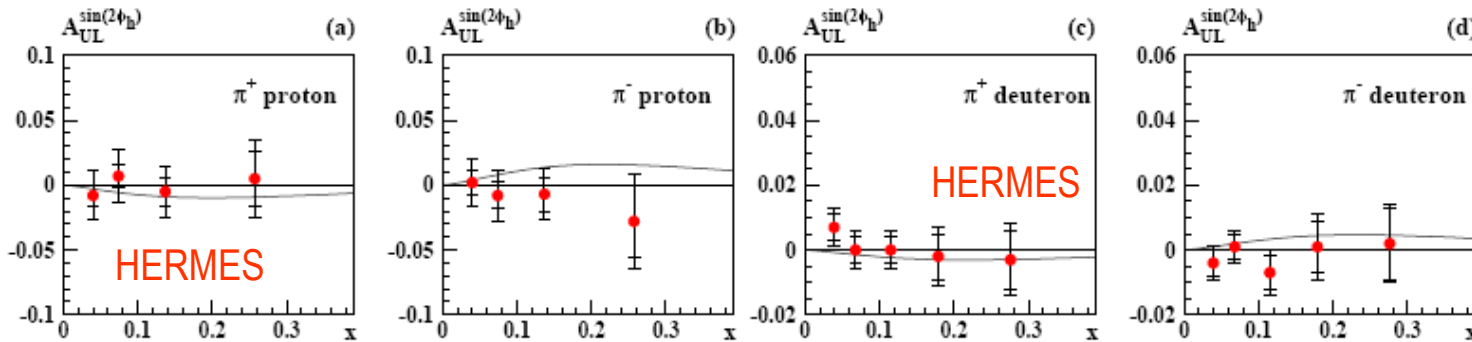 A_UL^sin(2ϕ_h) (a) A_UL^sin(2ϕ_h) (b) A_UL^sin(2ϕ_h) (c) A_UL^sin(2ϕ_h) (d)
0.1 0.1 0.06 0.06
π⁺ proton π⁻ proton π⁺ deuteron π⁻ deuteron
0.05 0.05 0.04 0.04
HERMES
0 0 0.02 0.02
-0.05 -0.05 0 0
HERMES
-0.1 -0.1 -0.02 -0.02
0 0.1 0.2 0.3 x 0 0.1 0.2 0.3 x 0 0.1 0.2 0.3 x 0 0.1 0.2 0.3 x